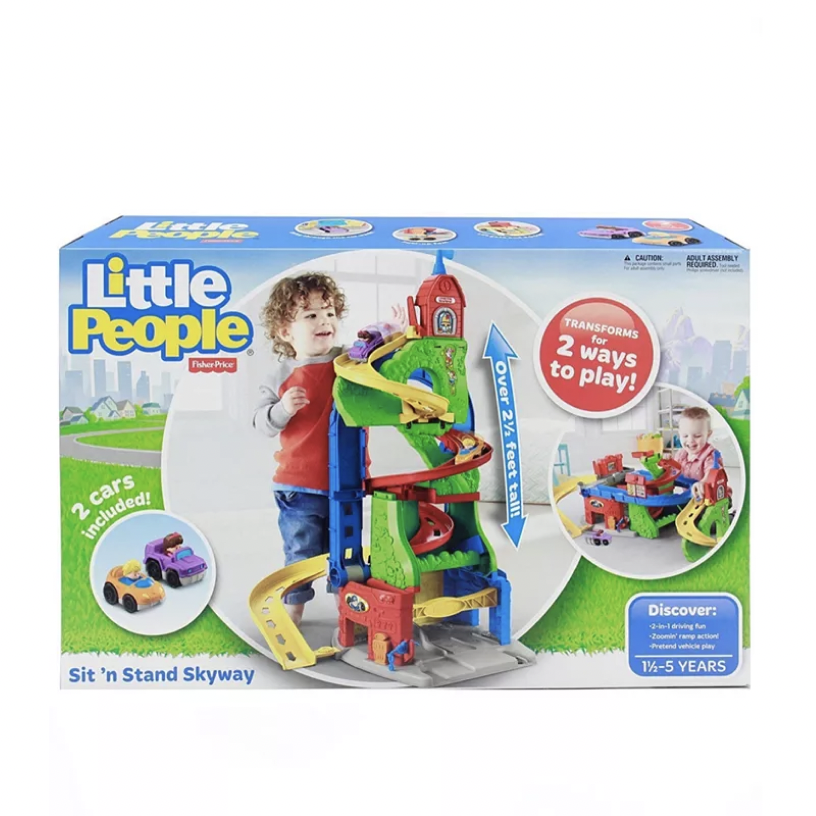 Little
People
Little
People
Fisher-Price
CAUTION:
ADULT ASSEMBLY
REQUIRED.
TRANSFORMS
for
2 ways
to play!
Over 2½ feet tall!
2 cars
included!
Discover:
•2-in-1 driving fun
•Zoomin' ramp action!
•Pretend vehicle play
1½-5 YEARS
Sit 'n Stand Skyway